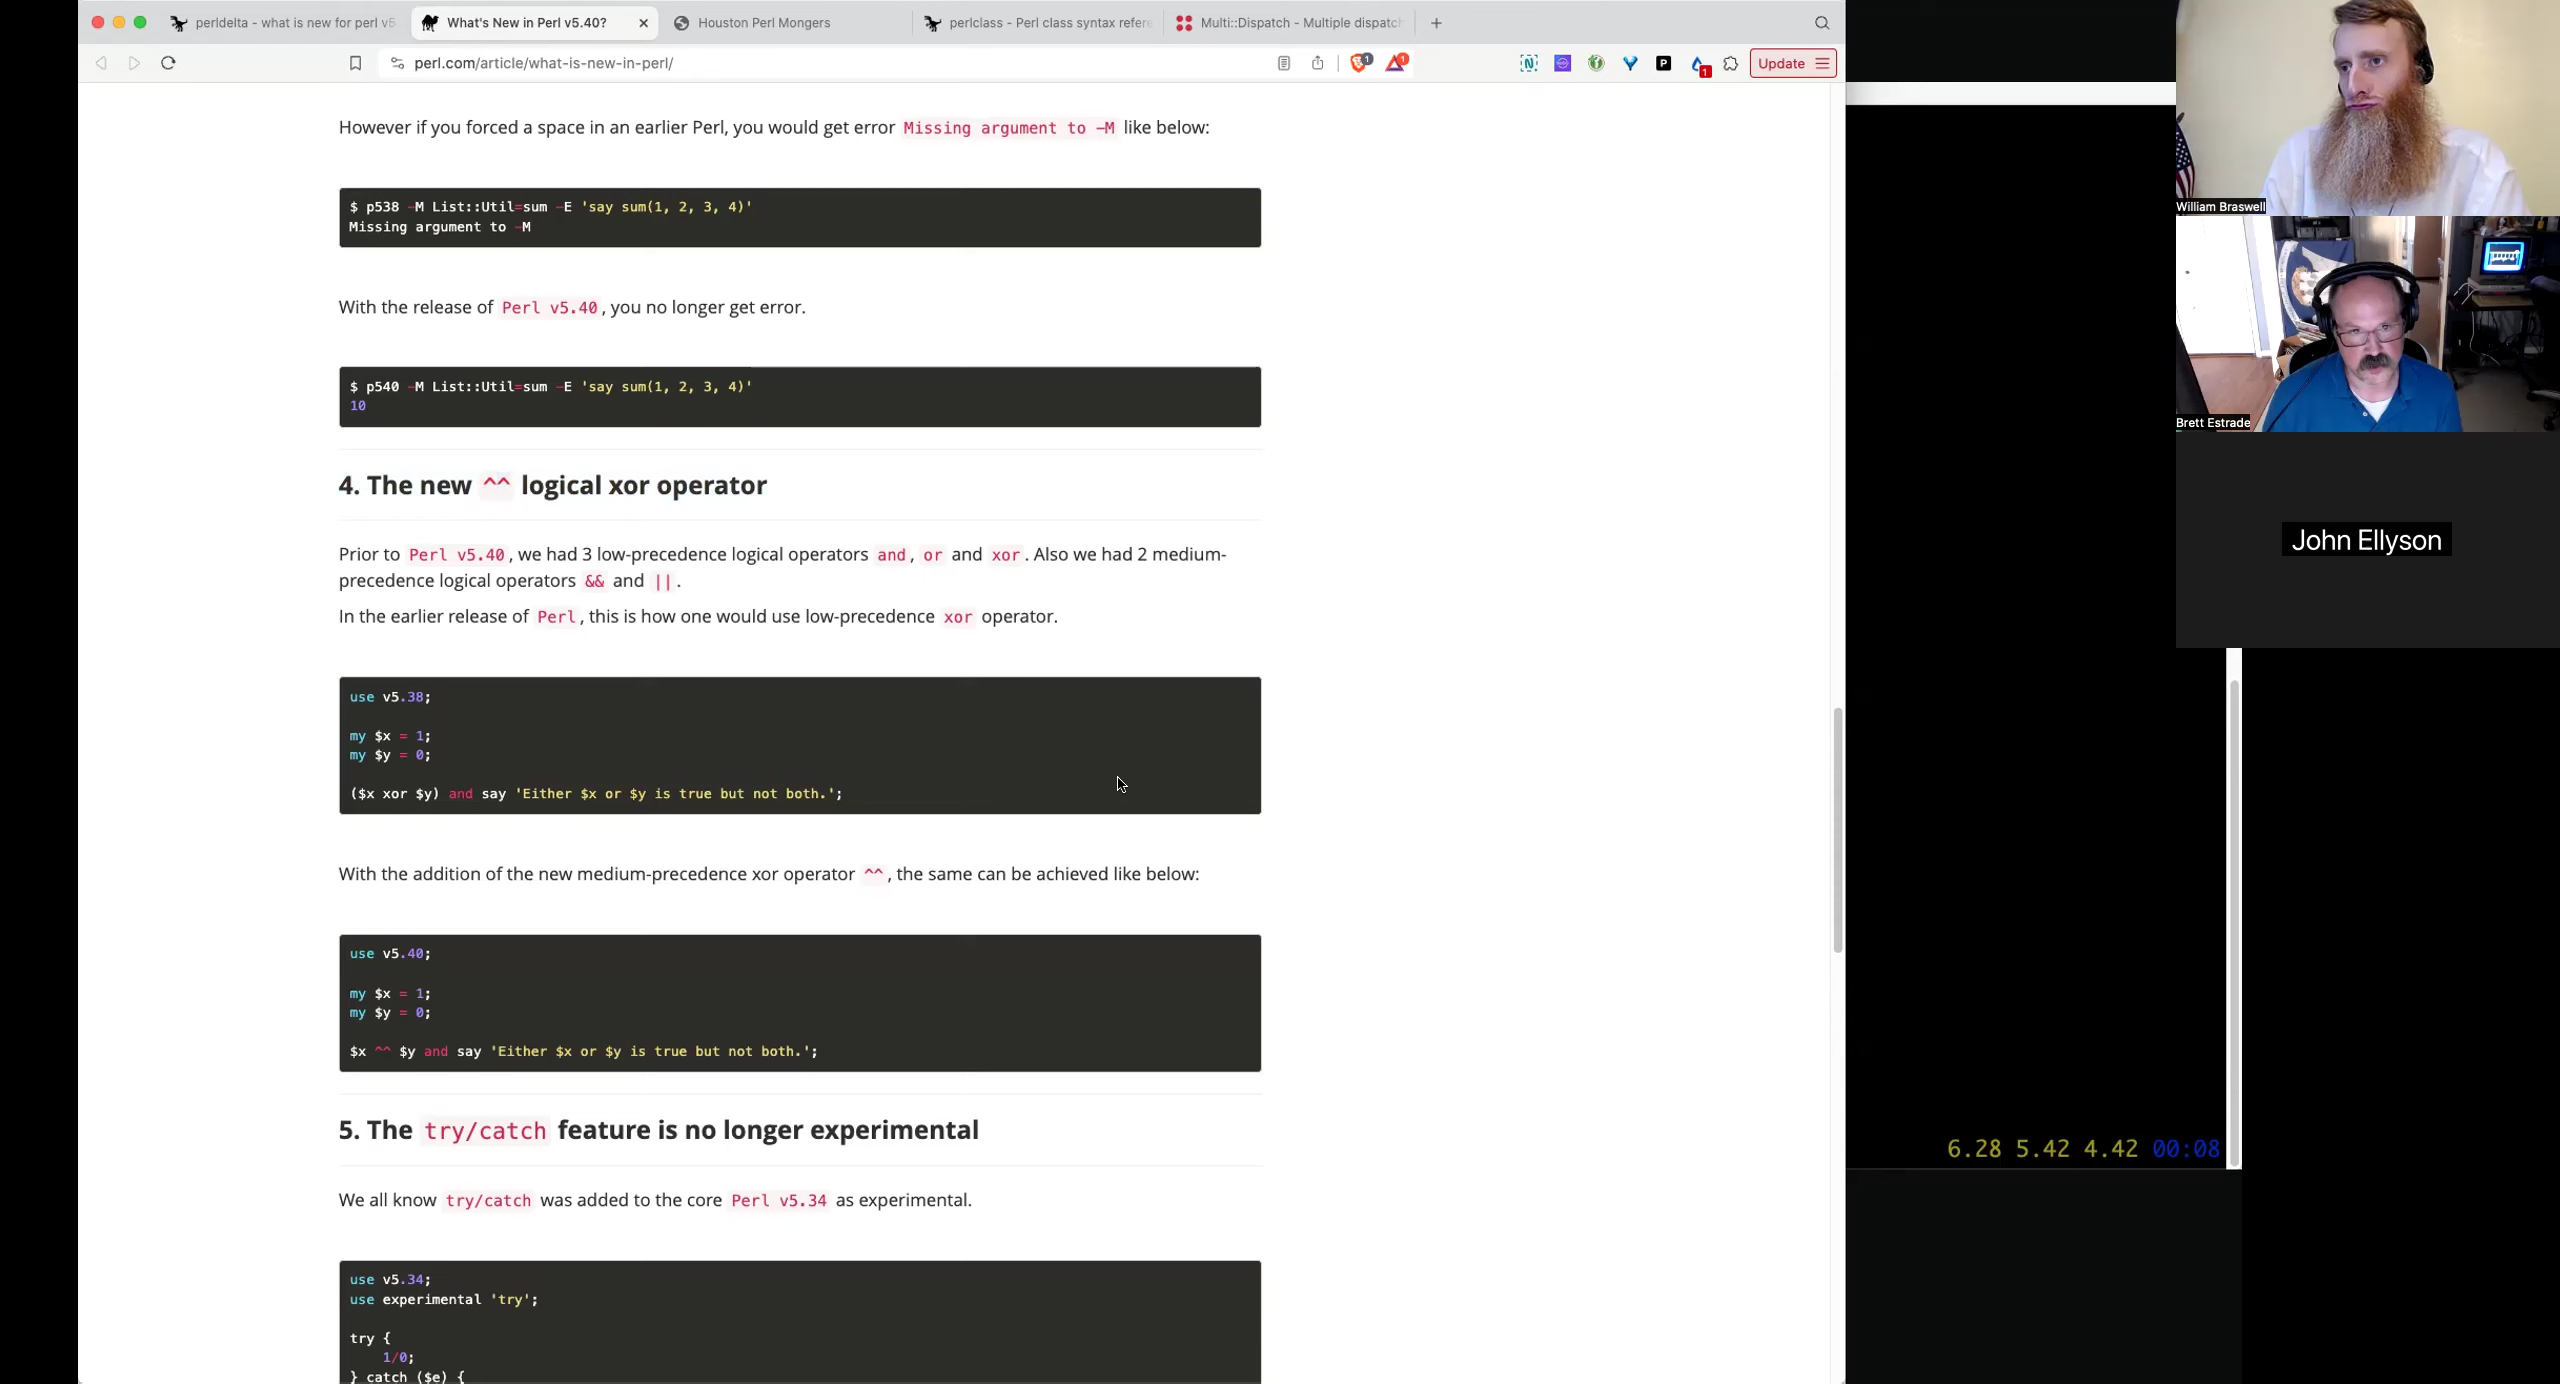 perldelta - what is new for perl v5
What's New in Perl v5.40?
Houston Perl Mongers
perlclass - Perl class syntax refere
Multi::Dispatch - Multiple dispatch
perl.com/article/what-is-new-in-perl/
1
1
P
1
Update
However if you forced a space in an earlier Perl, you would get error Missing argument to -M like below:
$ p538 -M List::Util=sum -E 'say sum(1, 2, 3, 4)'
Missing argument to -M
With the release of Perl v5.40, you no longer get error.
$ p540 -M List::Util=sum -E 'say sum(1, 2, 3, 4)'
10
4. The new ^^ logical xor operator
Prior to Perl v5.40, we had 3 low-precedence logical operators and, or and xor. Also we had 2 medium-
precedence logical operators && and ||.
In the earlier release of Perl, this is how one would use low-precedence xor operator.
use v5.38;
my $x = 1;
my $y = 0;
($x xor $y) and say 'Either $x or $y is true but not both.';
With the addition of the new medium-precedence xor operator ^^, the same can be achieved like below:
use v5.40;
my $x = 1;
my $y = 0;
$x ^^ $y and say 'Either $x or $y is true but not both.';
5. The try/catch feature is no longer experimental
We all know try/catch was added to the core Perl v5.34 as experimental.
use v5.34;
use experimental 'try';
try {
1/0;
} catch ($e) {
William Braswell
Brett Estrade
John Ellyson
6.28 5.42 4.42 00:08